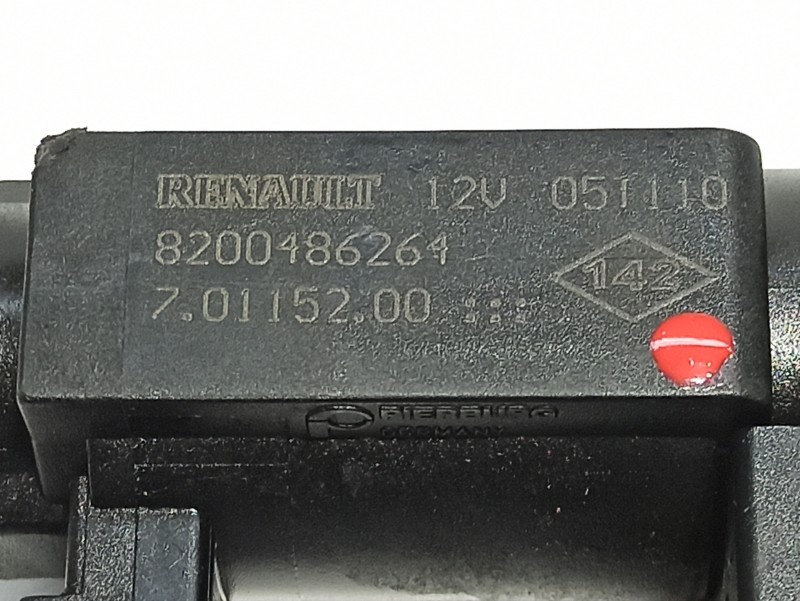 RENAULT 12V 051110
8200486264
7.01152.00
142
PIERBURG
GERMANY